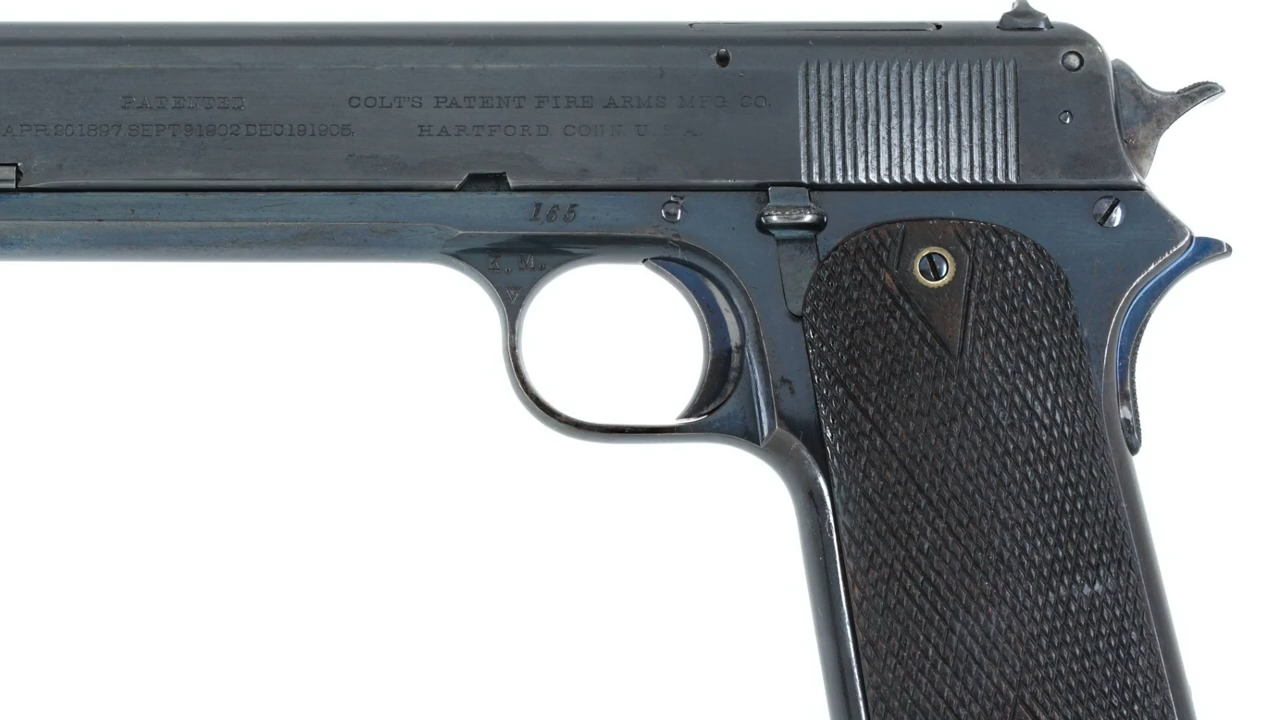 PATENTED
APR.20.1897.SEPT.9.1902.DEC.19.1905.
COLT'S PATENT FIRE ARMS MFG. CO.
HARTFORD. CONN. U.S.A.
165
K.M.
V